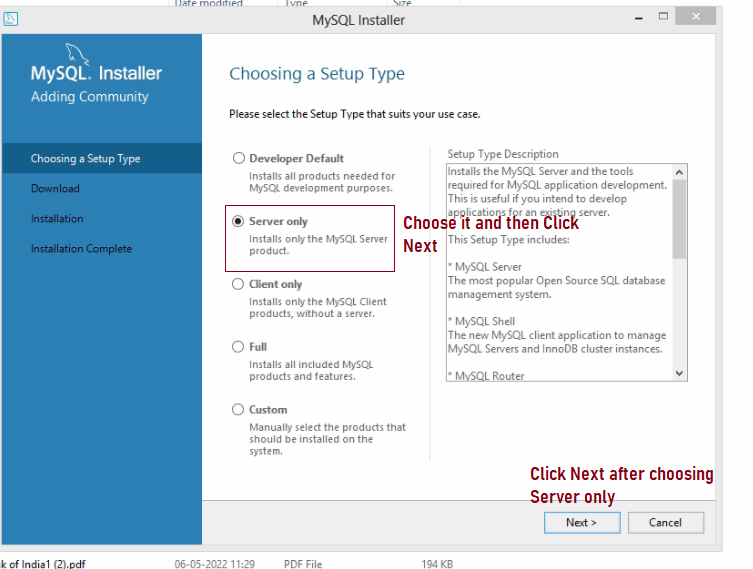 Date modified Type Size
MySQL Installer
MySQL. Installer
Adding Community
Choosing a Setup Type
Download
Installation
Installation Complete
Choosing a Setup Type
Please select the Setup Type that suits your use case.
Developer Default
Installs all products needed for
MySQL development purposes.
Server only
Installs only the MySQL Server
product.
Client only
Installs only the MySQL Client
products, without a server.
Full
Installs all included MySQL
products and features.
Custom
Manually select the products that
should be installed on the
system.
Setup Type Description
Installs the MySQL Server and the tools
required for MySQL application development.
This is useful if you intend to develop
applications for an existing server.
This Setup Type includes:
* MySQL Server
The most popular Open Source SQL database
management system.
* MySQL Shell
The new MySQL client application to manage
MySQL Servers and InnoDB cluster instances.
* MySQL Router
Choose it and then Click
Next
Click Next after choosing
Server only
Next >
Cancel
k of India1 (2).pdf 06-05-2022 11:29 PDF File 194 KB